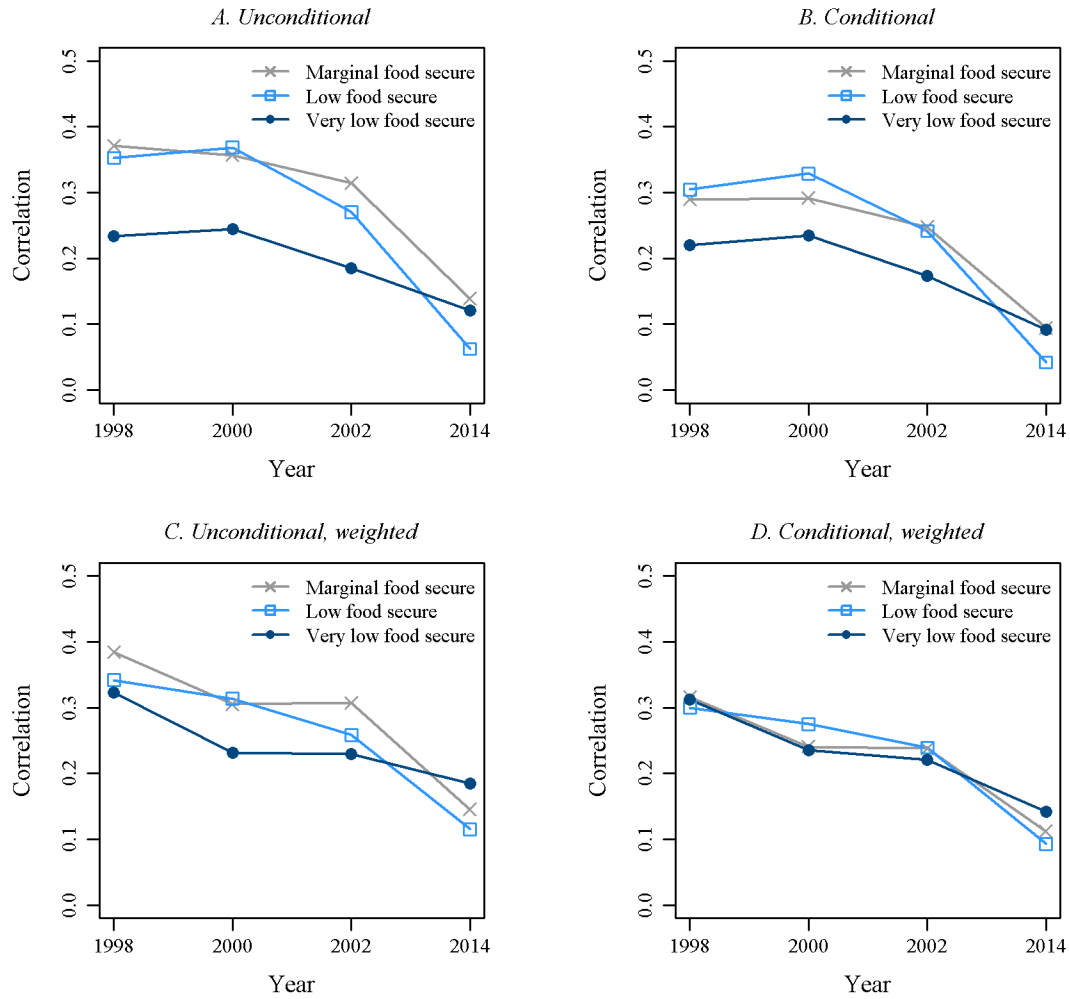 A. Unconditional
Marginal food secure
Low food secure
Very low food secure
Correlation
0.5
0.4
0.3
0.2
0.1
0.0
1998 2000 2002 2014
Year
B. Conditional
Marginal food secure
Low food secure
Very low food secure
Correlation
0.5
0.4
0.3
0.2
0.1
0.0
1998 2000 2002 2014
Year
C. Unconditional, weighted
Marginal food secure
Low food secure
Very low food secure
Correlation
0.5
0.4
0.3
0.2
0.1
0.0
1998 2000 2002 2014
Year
D. Conditional, weighted
Marginal food secure
Low food secure
Very low food secure
Correlation
0.5
0.4
0.3
0.2
0.1
0.0
1998 2000 2002 2014
Year